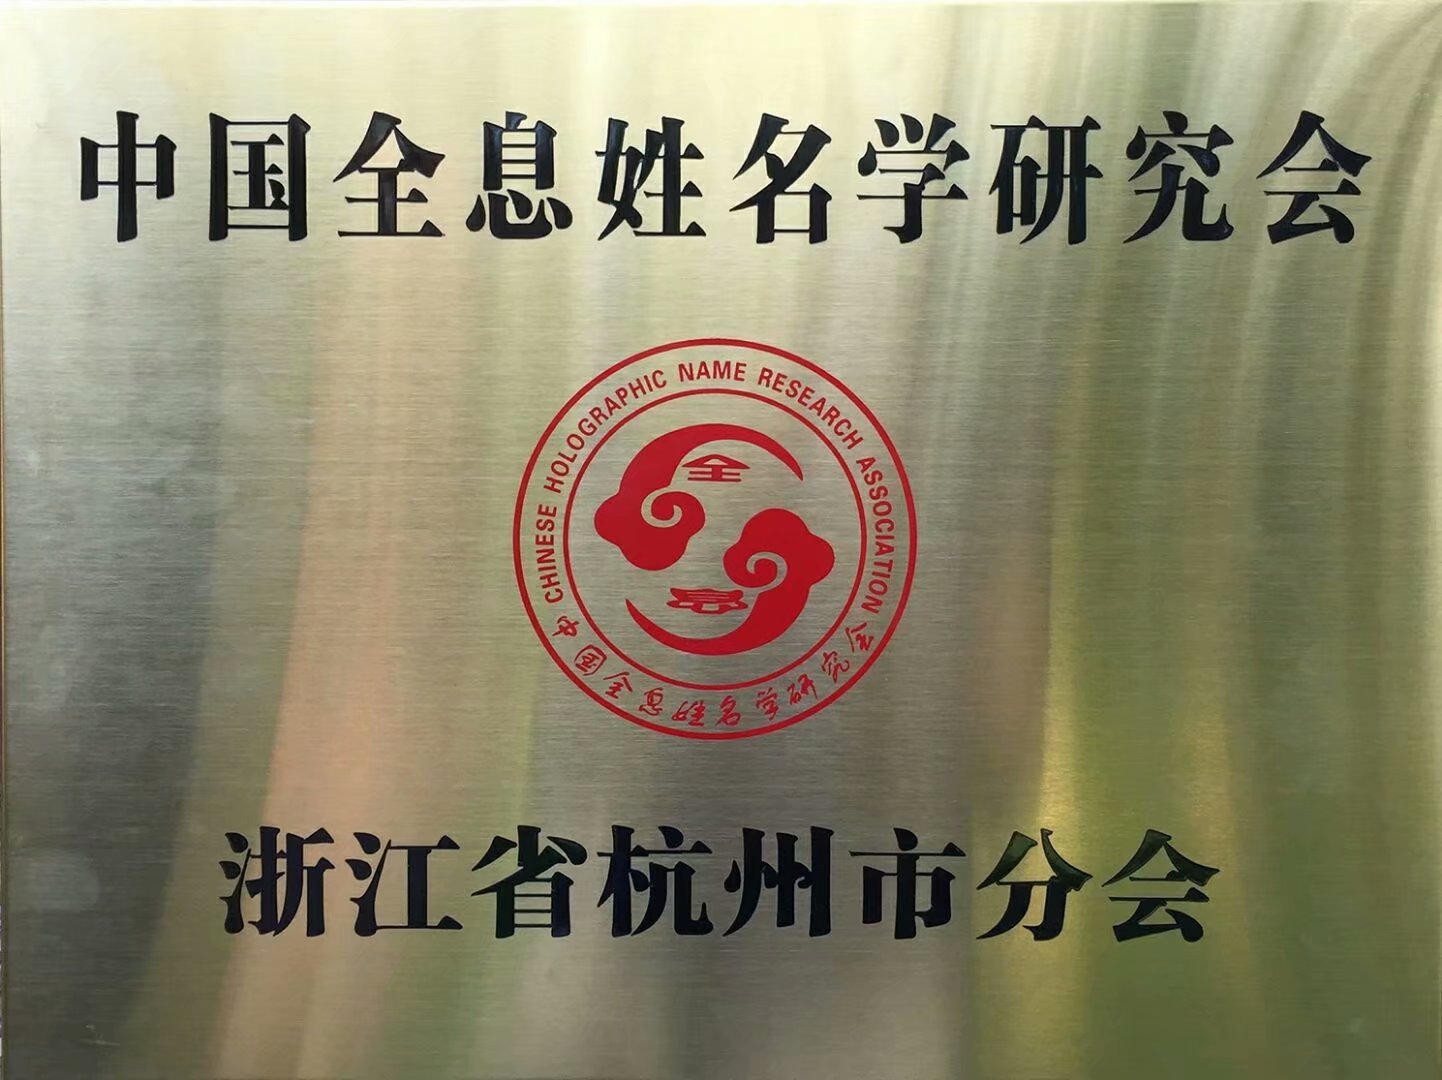 中国全息姓名学研究会
CHINESE HOLOGRAPHIC NAME RESEARCH ASSOCIATION
全
中国全息姓名学研究会
浙江省杭州市分会